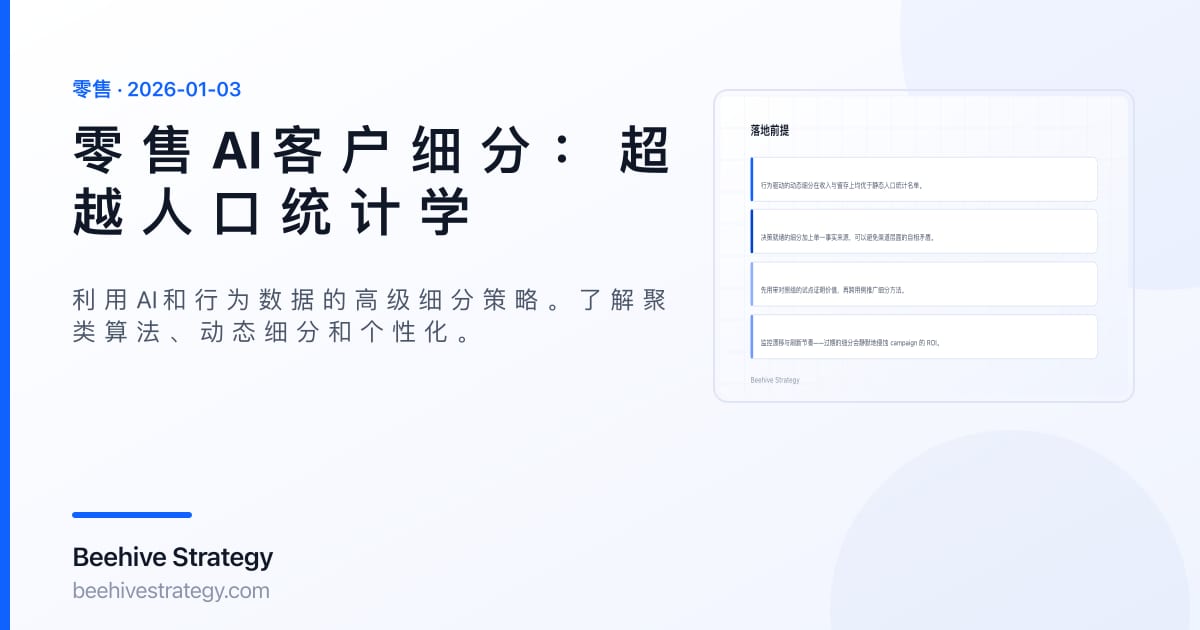 零售 · 2026-01-03
零售AI客户细分：超
越人口统计学
利用AI和行为数据的高级细分策略。了解聚
类算法、动态细分和个性化。
落地前提
行为驱动的动态细分在收入与留存上均优于静态人口统计名单。
决策就绪的细分加上单一事实来源，可以避免渠道层面的自相矛盾。
先用带对照组的试点证明价值，再跨用例推广细分方法。
监控漂移与刷新节奏——过期的细分会静默地侵蚀 campaign 的 ROI。
Beehive Strategy
Beehive Strategy
beehivestrategy.com